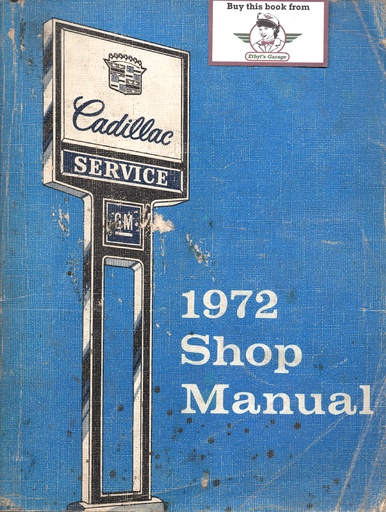 Buy this book from
Ethyl's Garage
Cadillac
SERVICE
GM
1972
Shop
Manual